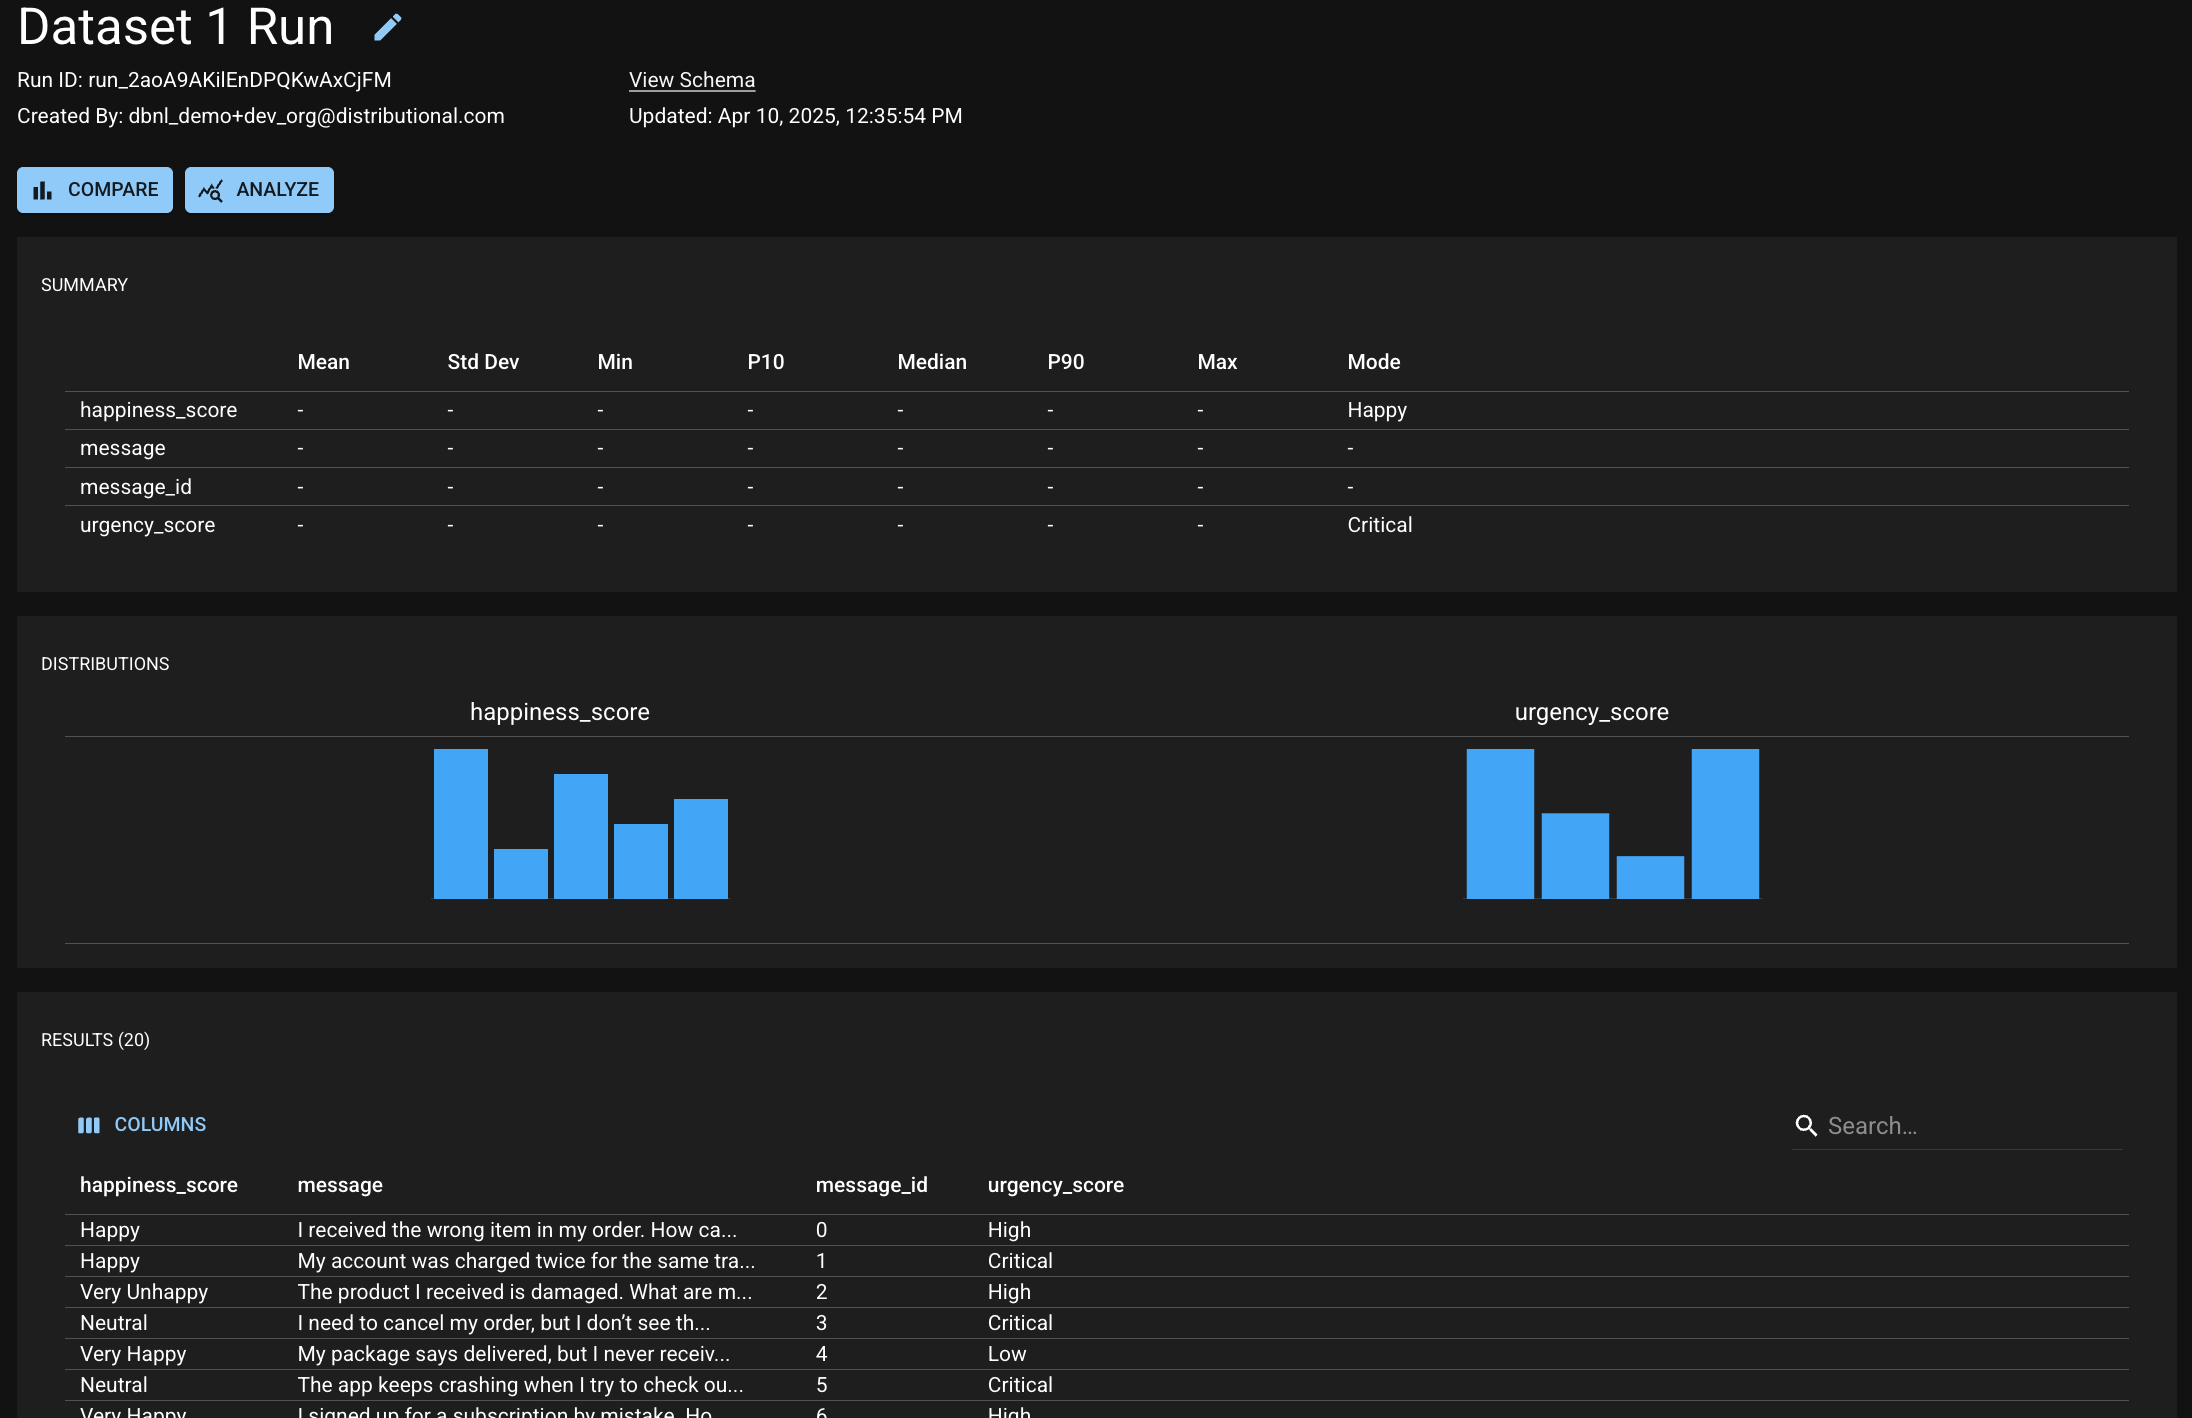 Dataset 1 Run
Run ID: run_2aoA9AKilEnDPQKwAxCjFM
View Schema
Created By: dbnl_demo+dev_org@distributional.com
Updated: Apr 10, 2025, 12:35:54 PM
COMPARE
ANALYZE
SUMMARY
Mean Std Dev Min P10 Median P90 Max Mode
happiness_score - - - - - - - Happy
message - - - - - - - -
message_id - - - - - - - -
urgency_score - - - - - - - Critical
DISTRIBUTIONS
happiness_score
urgency_score
RESULTS (20)
COLUMNS
Search...
happiness_score message message_id urgency_score
Happy I received the wrong item in my order. How ca... 0 High
Happy My account was charged twice for the same tra... 1 Critical
Very Unhappy The product I received is damaged. What are m... 2 High
Neutral I need to cancel my order, but I don’t see th... 3 Critical
Very Happy My package says delivered, but I never receiv... 4 Low
Neutral The app keeps crashing when I try to check ou... 5 Critical
Very Happy I signed up for a subscription by mistake. Ho... 6 High